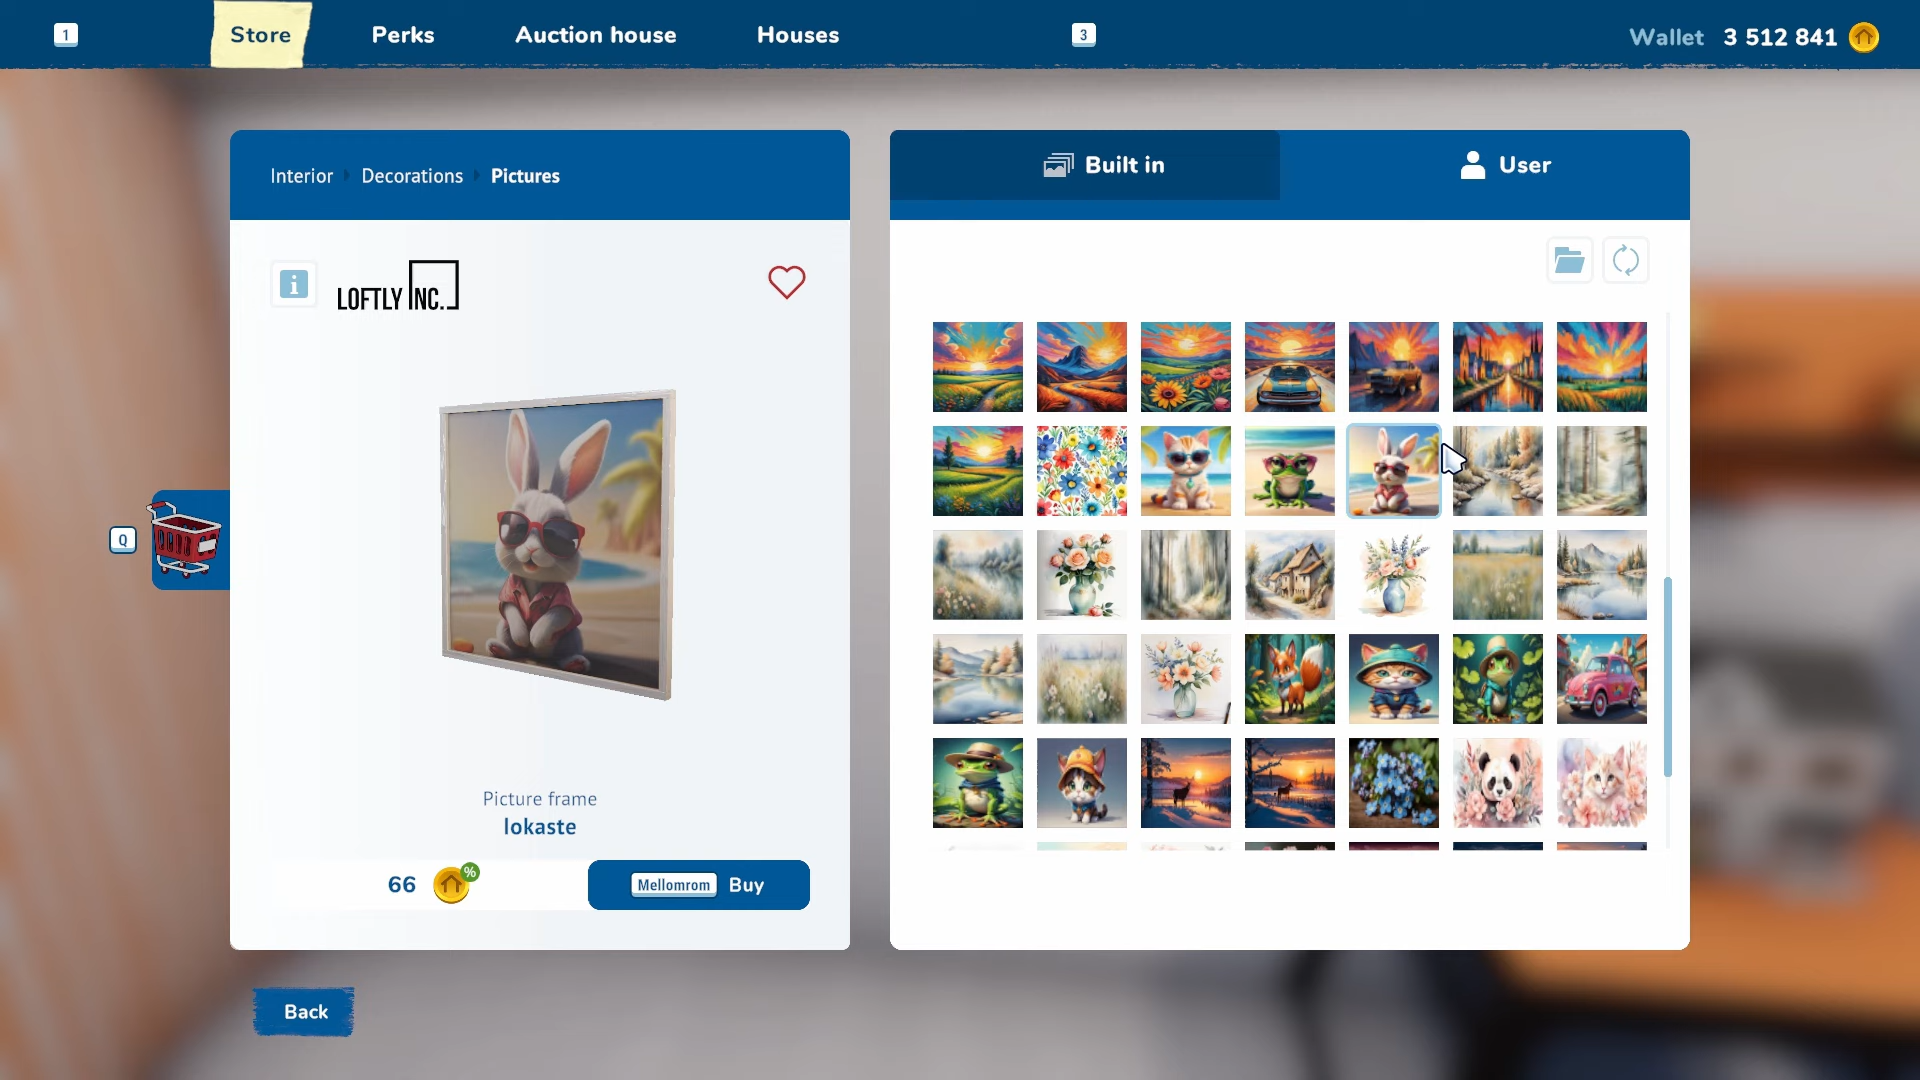 1
Store
Perks
Auction house
Houses
3
Wallet 3 512 841
Interior Decorations Pictures
Built in
User
i LOFTLY INC.
Q
Picture frame
lokaste
66 %
Mellomrom Buy
Back